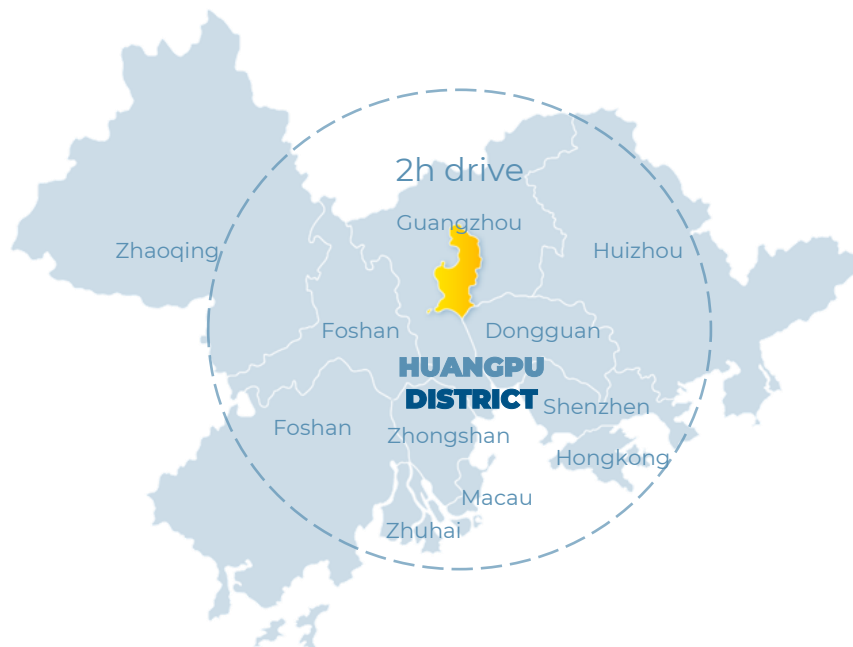 2h drive
Guangzhou
Zhaoqing
Huizhou
Foshan
Dongguan
HUANGPU
DISTRICT
Shenzhen
Foshan
Zhongshan
Hongkong
Macau
Zhuhai